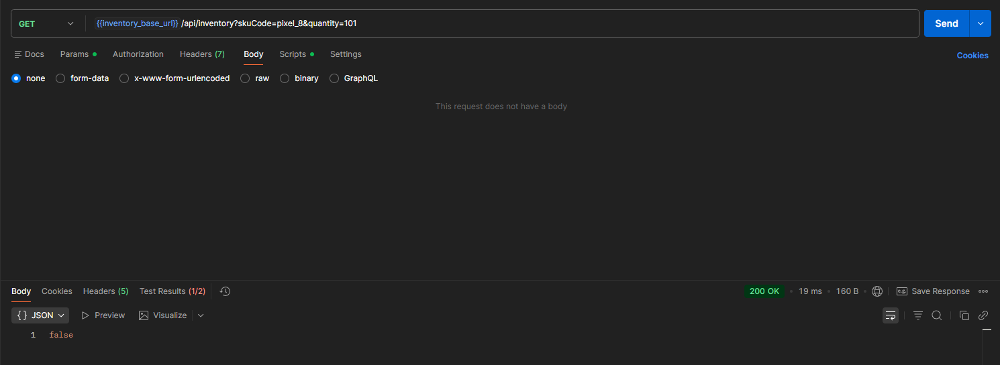 GET {{inventory_base_url}} /api/inventory?skuCode=pixel_8&quantity=101 Send
Docs Params Authorization Headers (7) Body Scripts Settings Cookies
none form-data x-www-form-urlencoded raw binary GraphQL
This request does not have a body
Body Cookies Headers (5) Test Results (1/2) 200 OK • 19 ms • 160 B • e.g. Save Response
{} JSON Preview Visualize
1 false